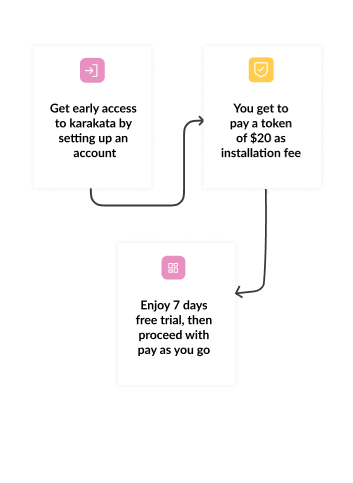 Get early access
to karakata by
setting up an
account
You get to
pay a token
of $20 as
installation fee
Enjoy 7 days
free trial, then
proceed with
pay as you go